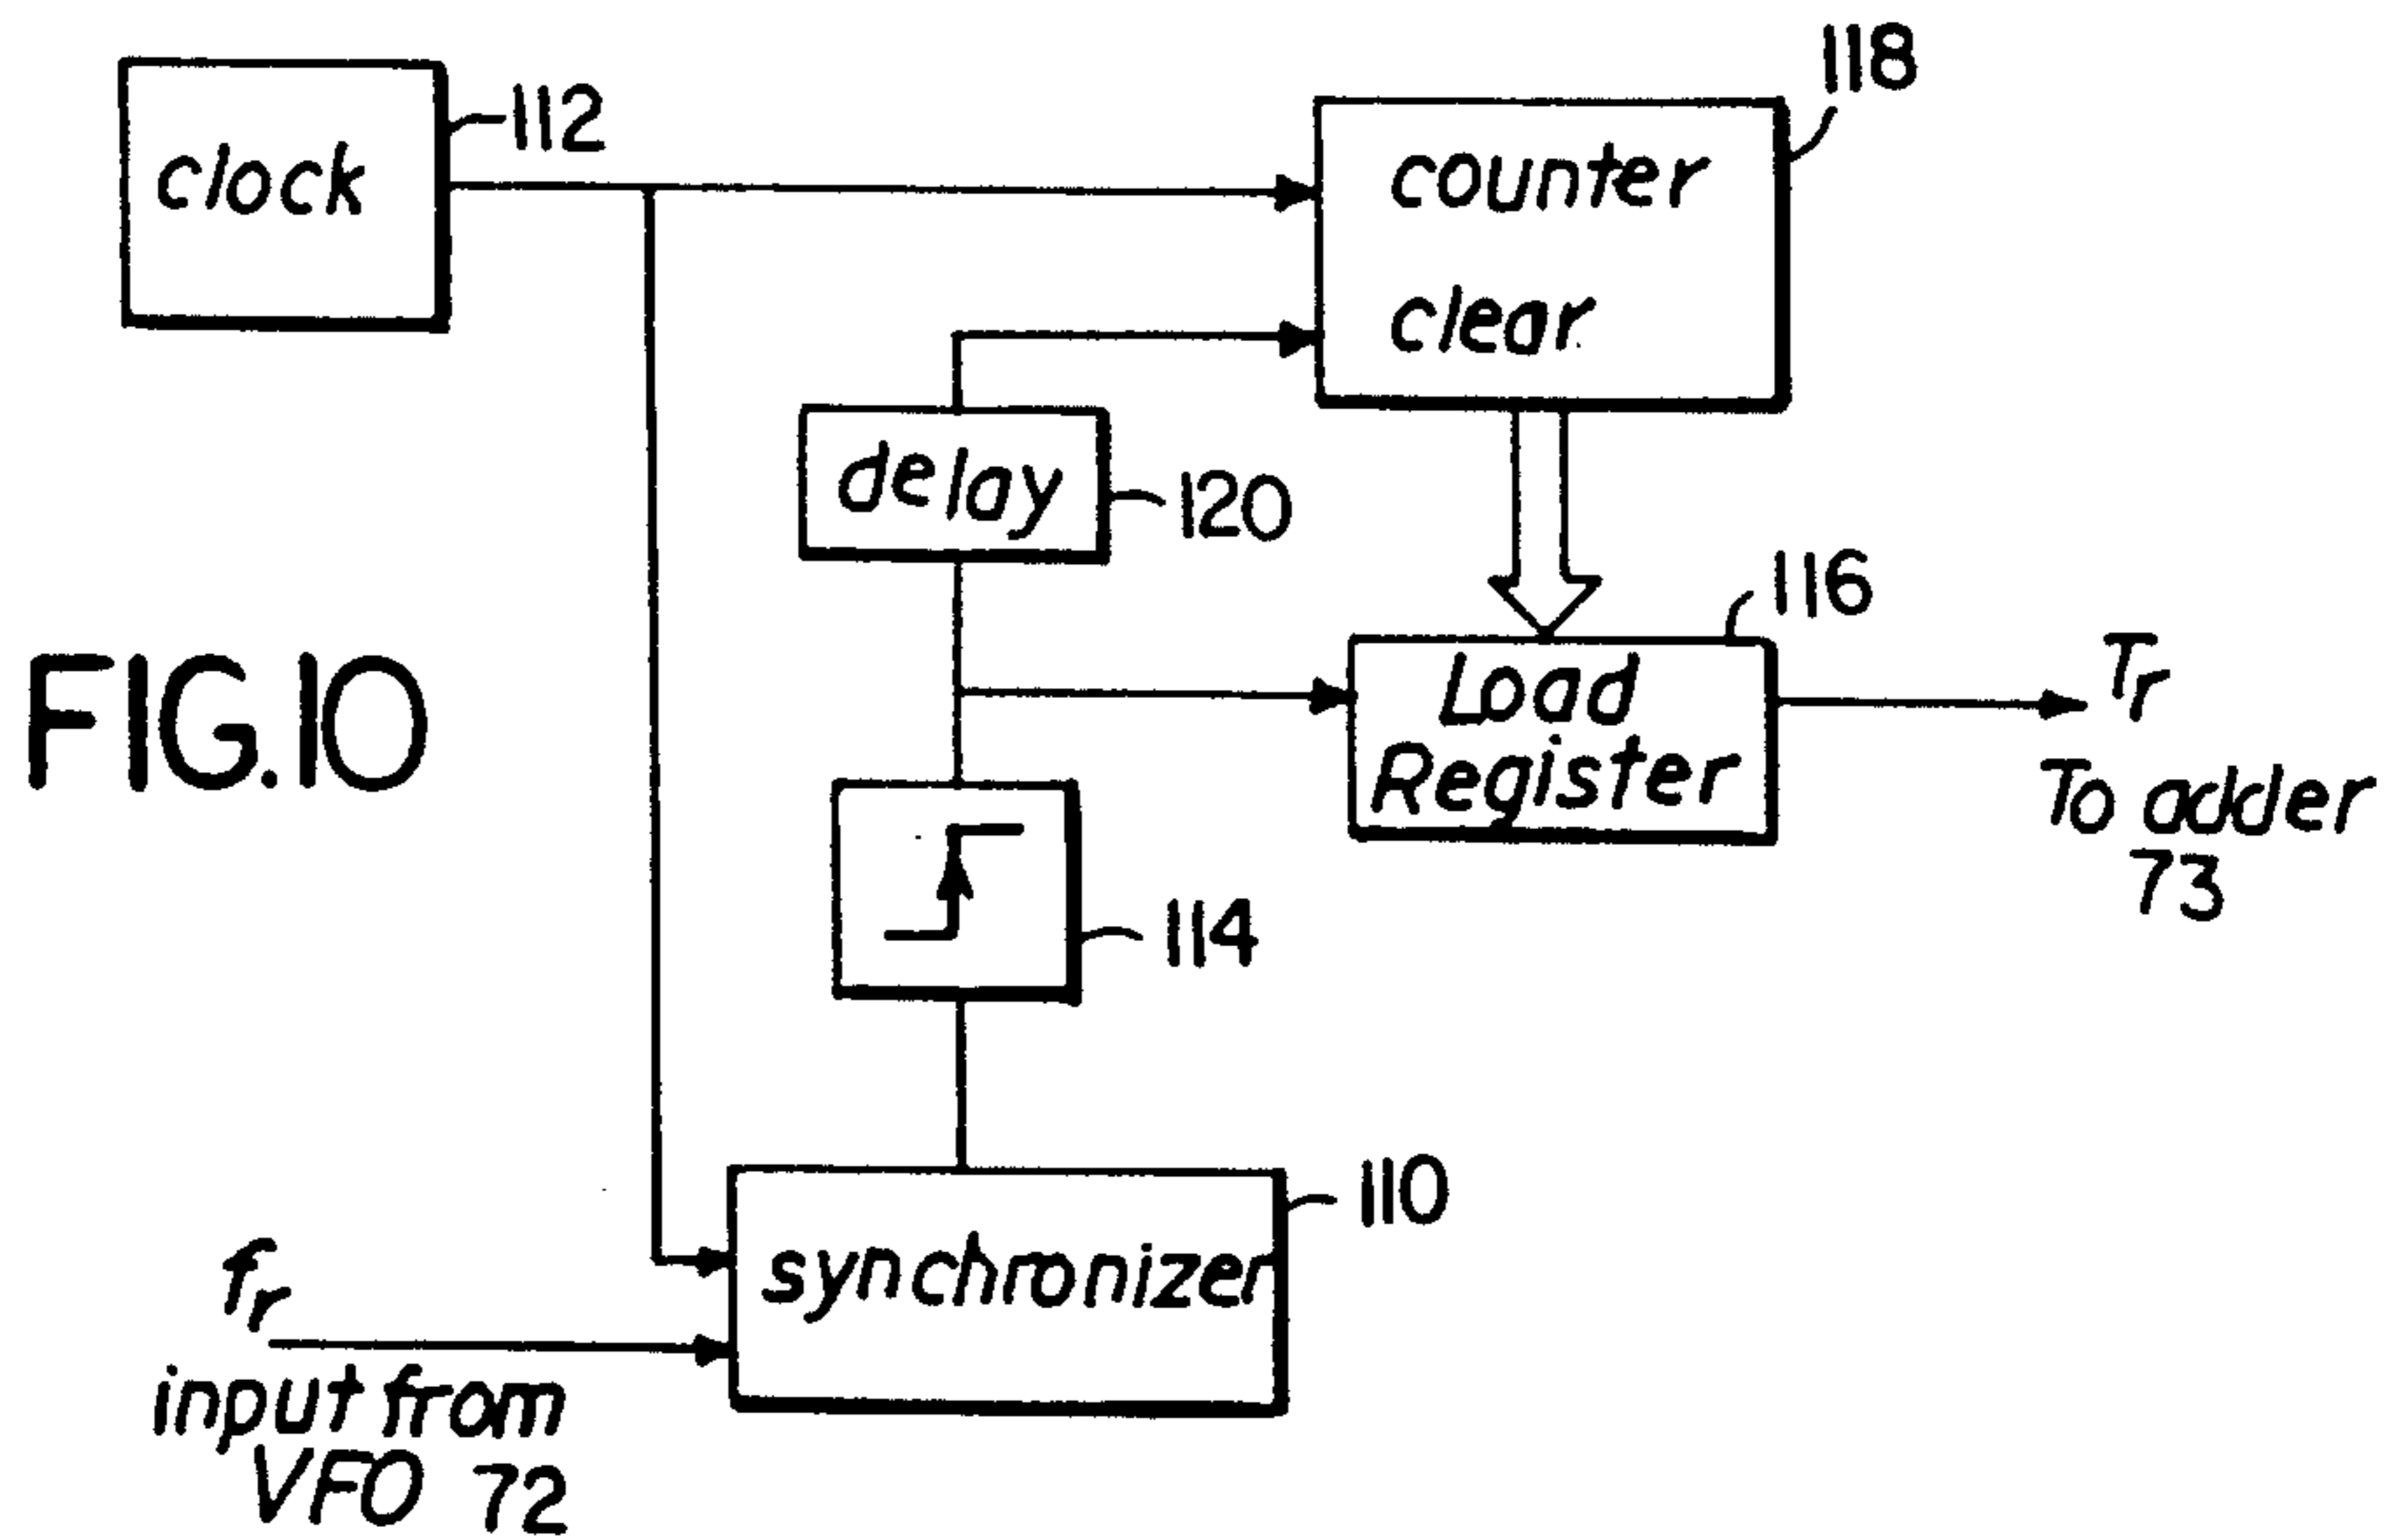 118
112
clock
counter
clear
delay
120
116
Load
Register
Tr
To adder
73
FIG.10
114
110
synchronizer
fr
input from
VFO 72